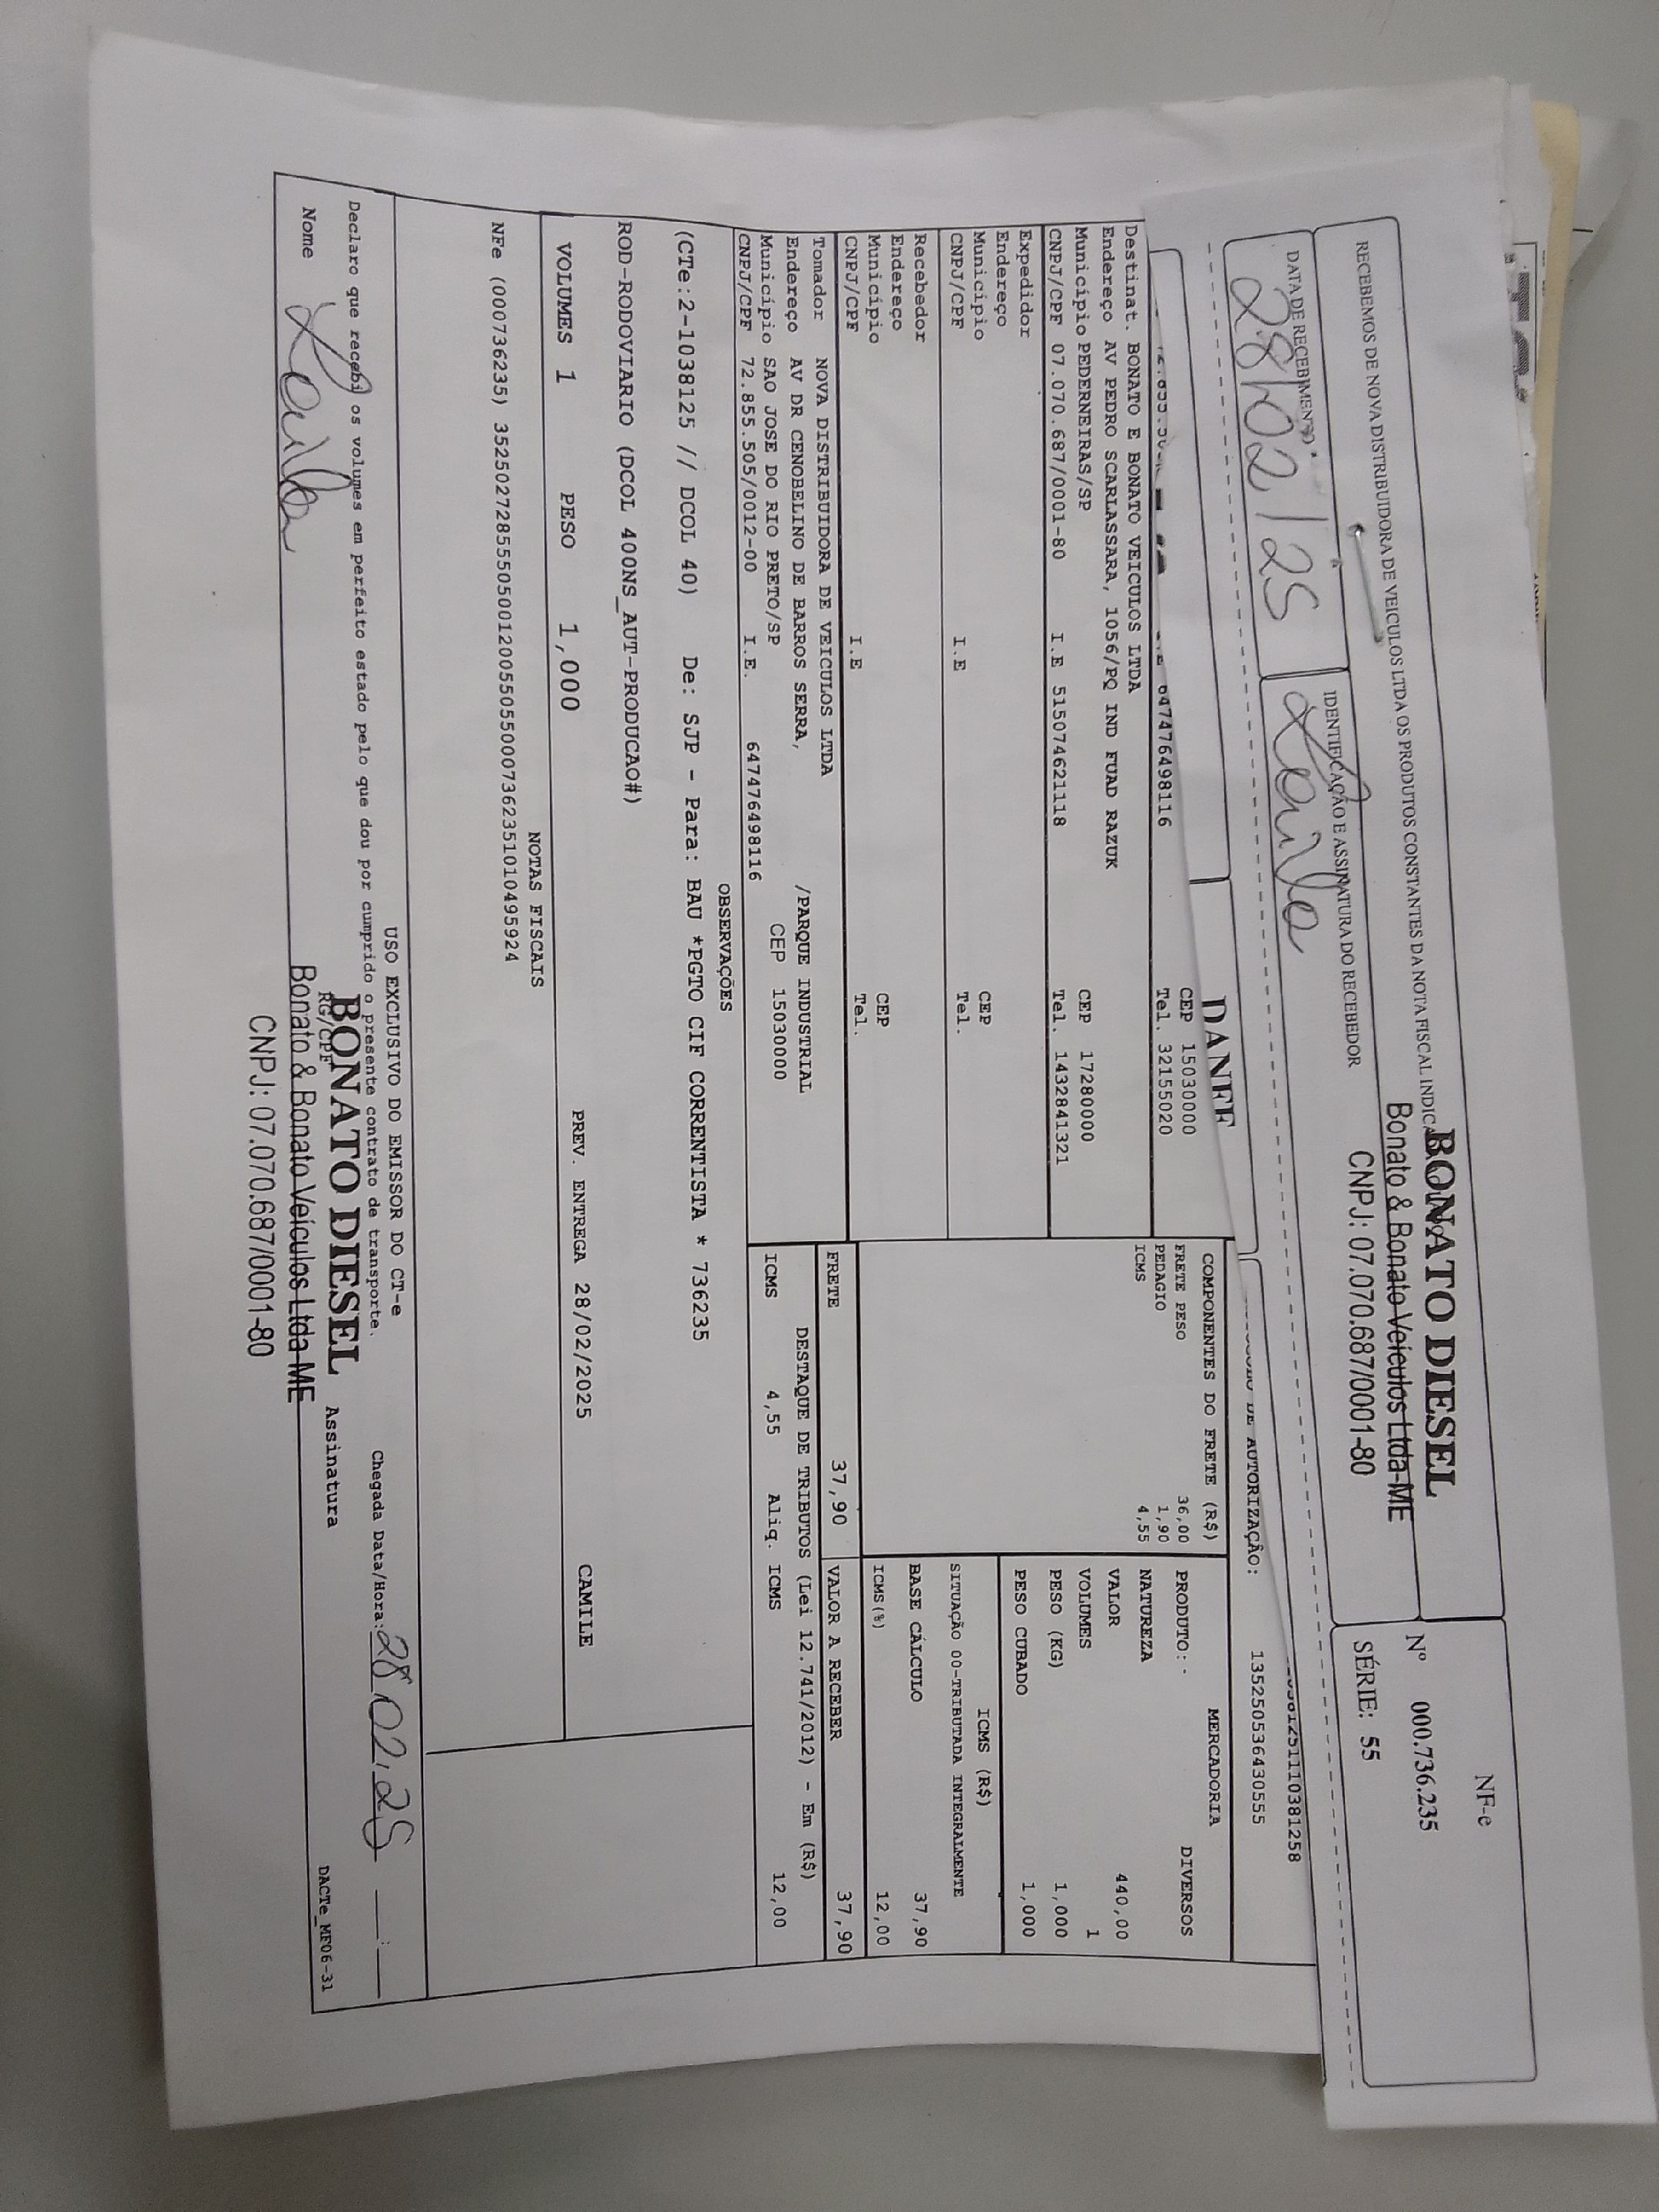 RECEBEMOS DE NOVA DISTRIBUIDORA DE VEICULOS LTDA OS PRODUTOS CONSTANTES DA NOTA FISCAL INDICA
BONATO DIESEL
Bonato & Bonato Veículos Ltda-ME
CNPJ: 07.070.687/0001-80
NF-e
Nº 000.736.235
SÉRIE: 55
DATA DE RECEBIMENTO
28/02/25
IDENTIFICAÇÃO E ASSINATURA DO RECEBEDOR
DANFE
DE AUTORIZAÇÃO:
135250536430555
64747649 8116
CEP 15030000
Tel. 32155020
Destinat. BONATO E BONATO VEICULOS LTDA
Endereço AV PEDRO SCARLASSARA, 1056/PQ IND FUAD RAZUK
Município PEDERNEIRAS/SP CEP 17280000
CNPJ/CPF 07.070.687/0001-80 I.E 515074621118 Tel. 1432841321
Expedidor
Endereço
Município CEP
CNPJ/CPF I.E Tel.
Recebedor
Endereço
Município CEP
CNPJ/CPF I.E Tel.
Tomador NOVA DISTRIBUIDORA DE VEICULOS LTDA
Endereço AV DR CENOBELINO DE BARROS SERRA, /PARQUE INDUSTRIAL
Município SAO JOSE DO RIO PRETO/SP CEP 15030000
CNPJ/CPF 72.855.505/0012-00 I.E. 647476498116
COMPONENTES DO FRETE (R$)
FRETE PESO 36,00
PEDAGIO 1,90
ICMS 4,55
MERCADORIA
PRODUTO:- DIVERSOS
NATUREZA
VALOR 440,00
VOLUMES 1
PESO (KG) 1,000
PESO CUBADO 1,000
ICMS (R$)
SITUAÇÃO 00-TRIBUTADA INTEGRALMENTE
BASE CÁLCULO 37,90
ICMS(%) 12,00
FRETE 37,90 VALOR A RECEBER 37,90
DESTAQUE DE TRIBUTOS (Lei 12.741/2012) - Em (R$)
ICMS 4,55 Aliq. ICMS 12,00
OBSERVAÇÕES
(CTe:2-1038125 // DCOL 40) De: SJP - Para: BAU *PGTO CIF CORRENTISTA * 736235
ROD-RODOVIARIO (DCOL 400NS_AUT-PRODUCAO#)
VOLUMES 1 PESO 1,000 PREV. ENTREGA 28/02/2025 CAMILE
NOTAS FISCAIS
NFe (000736235) 35250272855505001200550550007362351010495924
USO EXCLUSIVO DO EMISSOR DO CT-e
Declaro que recebi os volumes em perfeito estado pelo que dou por cumprido o presente contrato de transporte.
Chegada Data/Hora: 28 02,25 __:__
Nome RG/CPF Assinatura
BONATO DIESEL
Bonato & Bonato Veículos Ltda-ME
CNPJ: 07.070.687/0001-80
DACTe_MF06-31